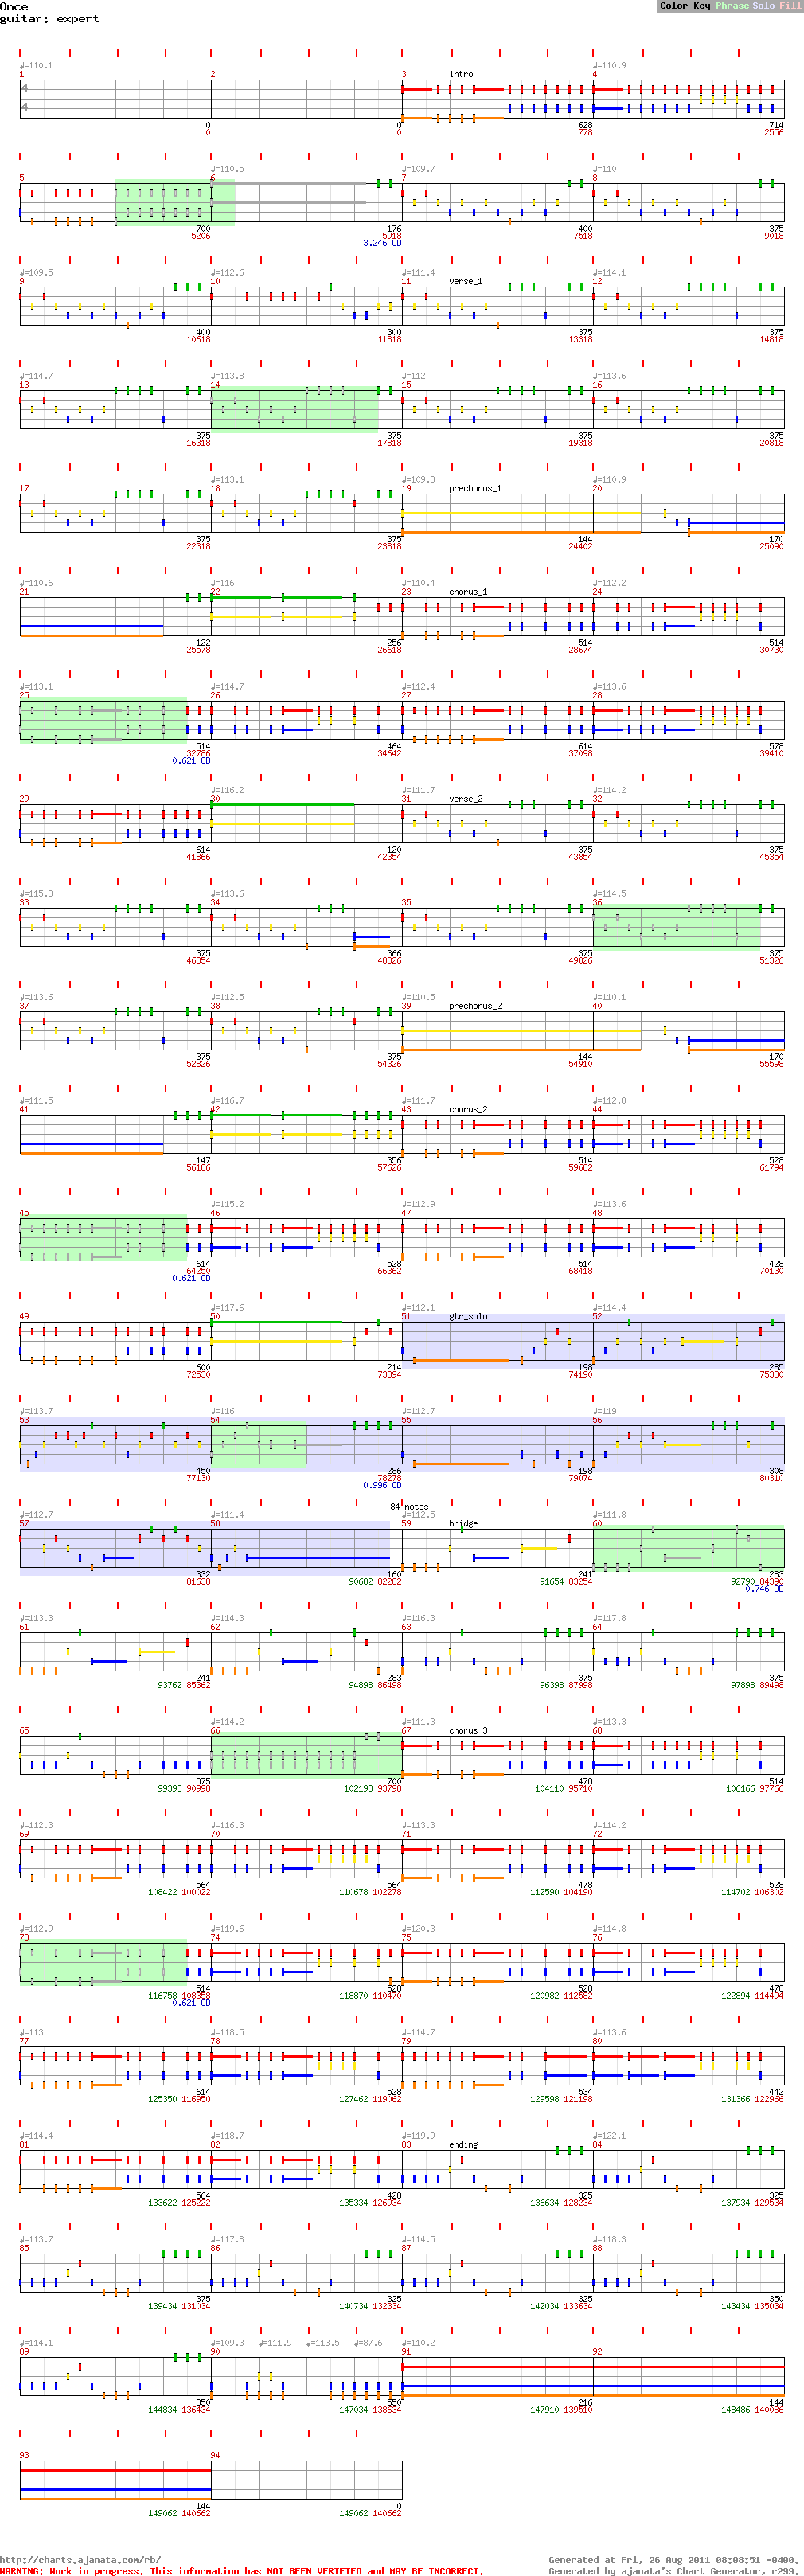 Once
Color Key Phrase Solo Fill
guitar: expert
♩=110.1 ♩=110.9
1 2 3 intro 4
0 0 628 714
0 0 778 2556
♩=110.5 ♩=109.7 ♩=110
5 6 7 8
700 176 400 375
5206 5918 7518 9018
3.246 OD
♩=109.5 ♩=112.6 ♩=111.4 ♩=114.1
9 10 11 verse_1 12
400 300 375 375
10618 11818 13318 14818
♩=114.7 ♩=113.8 ♩=112 ♩=113.6
13 14 15 16
375 375 375 375
16318 17818 19318 20818
♩=113.1 ♩=109.3 ♩=110.9
17 18 19 prechorus_1 20
375 375 144 170
22318 23818 24402 25090
♩=110.6 ♩=116 ♩=110.4 ♩=112.2
21 22 23 chorus_1 24
122 256 514 514
25578 26618 28674 30730
♩=113.1 ♩=114.7 ♩=112.4 ♩=113.6
25 26 27 28
514 464 614 578
32786 34642 37098 39410
0.621 OD
♩=116.2 ♩=111.7 ♩=114.2
29 30 31 verse_2 32
614 120 375 375
41866 42354 43854 45354
♩=115.3 ♩=113.6 ♩=114.5
33 34 35 36
375 366 375 375
46854 48326 49826 51326
♩=113.6 ♩=112.5 ♩=110.5 ♩=110.1
37 38 39 prechorus_2 40
375 375 144 170
52826 54326 54910 55598
♩=111.5 ♩=116.7 ♩=111.7 ♩=112.8
41 42 43 chorus_2 44
147 356 514 528
56186 57626 59682 61794
♩=115.2 ♩=112.9 ♩=113.6
45 46 47 48
614 528 514 428
64250 66362 68418 70130
0.621 OD
♩=117.6 ♩=112.1 ♩=114.4
49 50 51 gtr_solo 52
600 214 198 285
72530 73394 74190 75330
♩=113.7 ♩=116 ♩=112.7 ♩=119
53 54 55 56
450 286 198 308
77130 78278 79074 80310
0.996 OD
84 notes
♩=112.7 ♩=111.4 ♩=112.5 ♩=111.8
57 58 59 bridge 60
332 160 241 283
81638 90682 82282 91654 83254 92790 84390
0.746 OD
♩=113.3 ♩=114.3 ♩=116.3 ♩=117.8
61 62 63 64
241 283 375 375
93762 85362 94898 86498 96398 87998 97898 89498
♩=114.2 ♩=111.3 ♩=113.3
65 66 67 chorus_3 68
375 700 478 514
99398 90998 102198 93798 104110 95710 106166 97766
♩=112.3 ♩=116.3 ♩=113.3 ♩=114.2
69 70 71 72
564 564 478 528
108422 100022 110678 102278 112590 104190 114702 106302
♩=112.9 ♩=119.6 ♩=120.3 ♩=114.8
73 74 75 76
514 528 528 478
116758 108358 118870 110470 120982 112582 122894 114494
0.621 OD
♩=113 ♩=118.5 ♩=114.7 ♩=113.6
77 78 79 80
614 528 534 442
125350 116950 127462 119062 129598 121198 131366 122966
♩=114.4 ♩=118.7 ♩=119.9 ♩=122.1
81 82 83 ending 84
564 428 325 325
133622 125222 135334 126934 136634 128234 137934 129534
♩=113.7 ♩=117.8 ♩=114.5 ♩=118.3
85 86 87 88
375 325 325 350
139434 131034 140734 132334 142034 133634 143434 135034
♩=114.1 ♩=109.3 ♩=111.9 ♩=113.5 ♩=87.6 ♩=110.2
89 90 91 92
350 550 216 144
144834 136434 147034 138634 147910 139510 148486 140086
93 94
144 0
149062 140662 149062 140662
http://charts.ajanata.com/rb/ Generated at Fri, 26 Aug 2011 08:08:51 -0400.
WARNING: Work in progress. This information has NOT BEEN VERIFIED and MAY BE INCORRECT. Generated by ajanata's Chart Generator, r299.